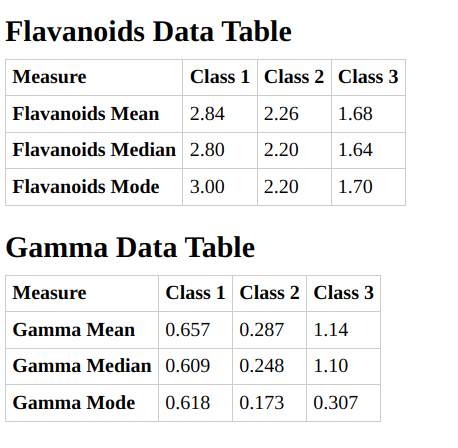 Flavanoids Data Table
Measure Class 1 Class 2 Class 3
Flavanoids Mean 2.84 2.26 1.68
Flavanoids Median 2.80 2.20 1.64
Flavanoids Mode 3.00 2.20 1.70
Gamma Data Table
Measure Class 1 Class 2 Class 3
Gamma Mean 0.657 0.287 1.14
Gamma Median 0.609 0.248 1.10
Gamma Mode 0.618 0.173 0.307